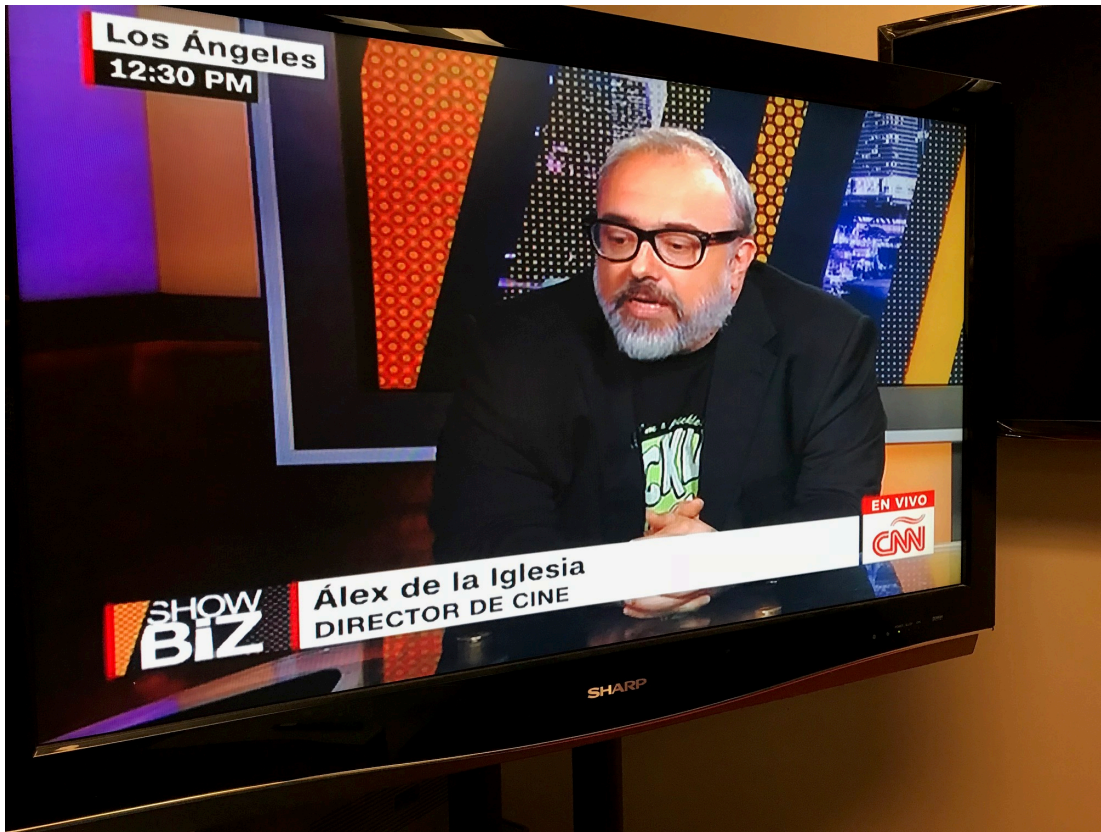 Los Ángeles
12:30 PM
EN VIVO
CNN
Álex de la Iglesia
DIRECTOR DE CINE
SHOW
BIZ
SHARP